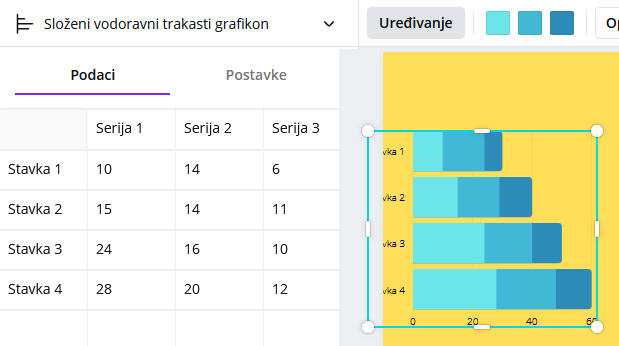 Složeni vodoravni trakasti grafikon
Uređivanje
Podaci Postavke
Serija 1 Serija 2 Serija 3
Stavka 1 10 14 6
Stavka 2 15 14 11
Stavka 3 24 16 10
Stavka 4 28 20 12
vka 1
vka 2
vka 3
vka 4
0 20 40 60